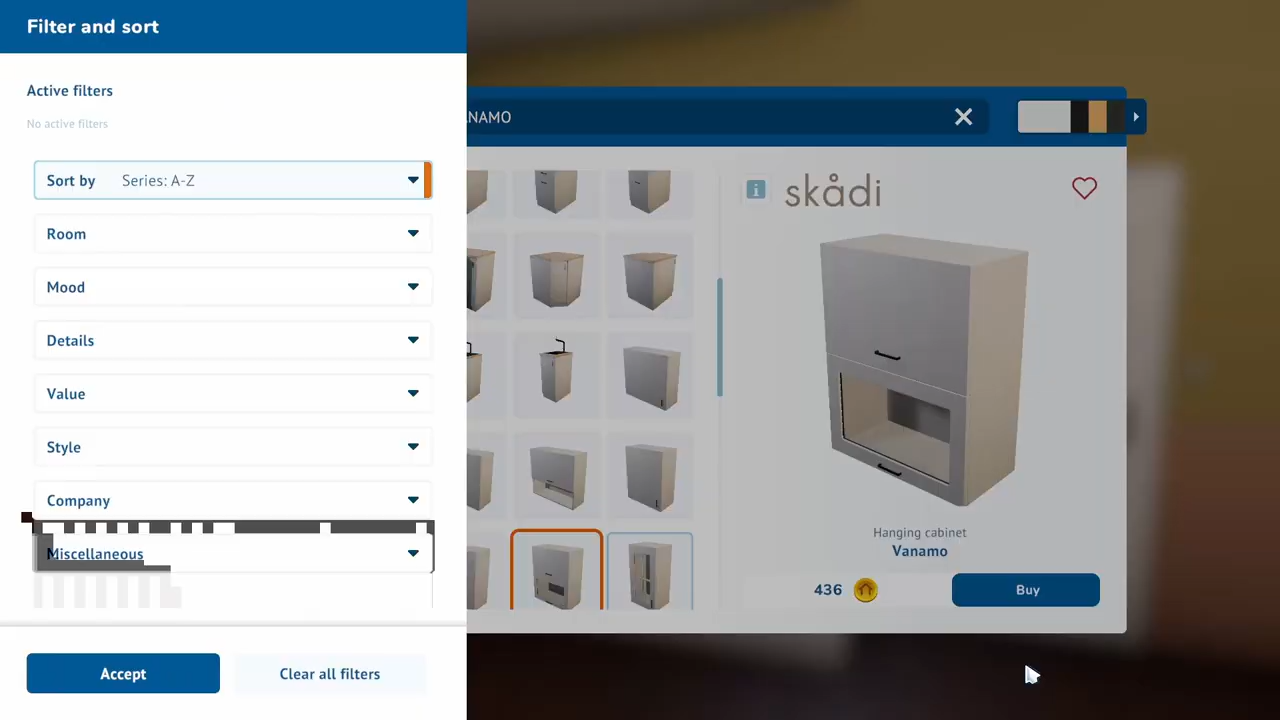 Filter and sort
Active filters
No active filters
Sort by Series: A-Z
Room
Mood
Details
Value
Style
Company
Miscellaneous
Accept
Clear all filters
NAMO
skådi
Hanging cabinet
Vanamo
436
Buy